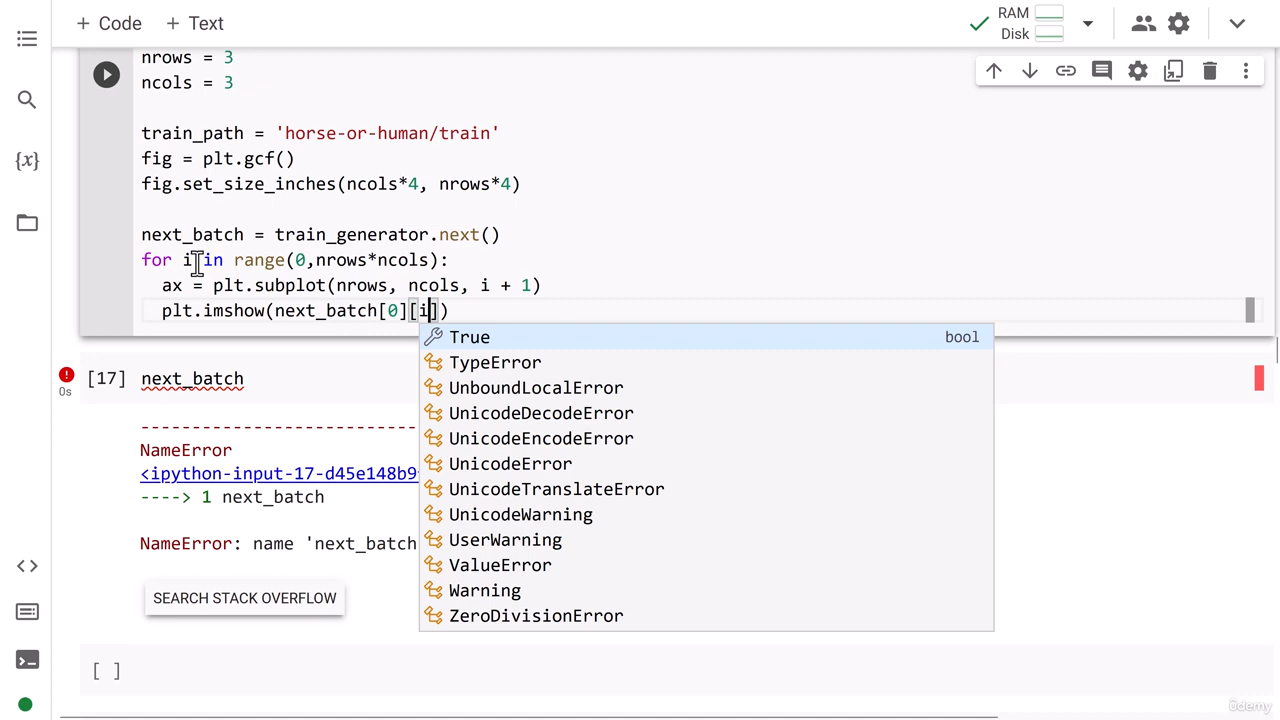 + Code + Text
RAM
Disk
nrows = 3
ncols = 3
train_path = 'horse-or-human/train'
fig = plt.gcf()
fig.set_size_inches(ncols*4, nrows*4)
next_batch = train_generator.next()
for i in range(0,nrows*ncols):
ax = plt.subplot(nrows, ncols, i + 1)
plt.imshow(next_batch[0][i])
True bool
TypeError
UnboundLocalError
UnicodeDecodeError
UnicodeEncodeError
UnicodeError
UnicodeTranslateError
UnicodeWarning
UserWarning
ValueError
Warning
ZeroDivisionError
[17] next_batch
0s
---------------------------
NameError
<ipython-input-17-d45e148b9
----> 1 next_batch
NameError: name 'next_batch
SEARCH STACK OVERFLOW
[ ]
{x}
ûdemy